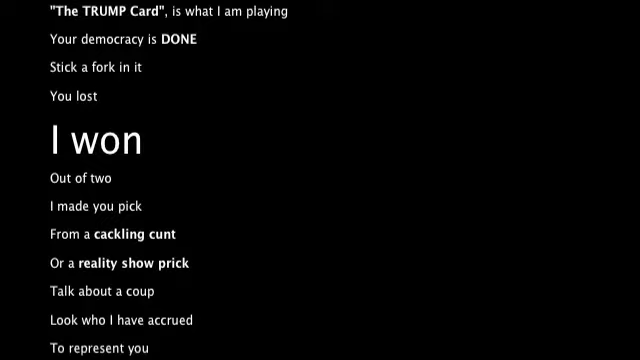 "The TRUMP Card", is what I am playing
Your democracy is DONE
Stick a fork in it
You lost
I won
Out of two
I made you pick
From a cackling cunt
Or a reality show prick
Talk about a coup
Look who I have accrued
To represent you